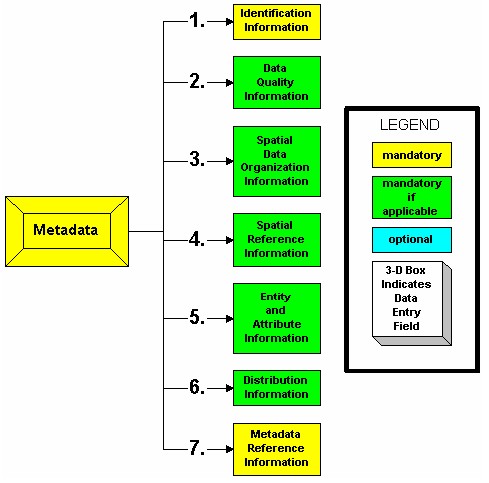 Metadata
1.
Identification
Information
2.
Data
Quality
Information
3.
Spatial
Data
Organization
Information
4.
Spatial
Reference
Information
5.
Entity
and
Attribute
Information
6.
Distribution
Information
7.
Metadata
Reference
Information
LEGEND
mandatory
mandatory
if
applicable
optional
3-D Box
Indicates
Data
Entry
Field